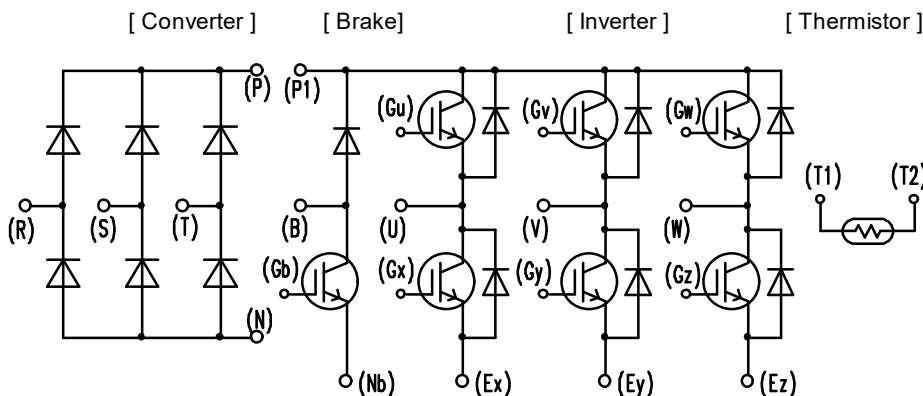 [ Converter ] [ Brake] [ Inverter ] [ Thermistor ]
(P) (P1)
(Gu) (Gv) (Gw)
(T1) (T2)
(R) (S) (T) (B) (U) (V) (W)
(Gb) (Gx) (Gy) (Gz)
(N)
(Nb) (Ex) (Ey) (Ez)